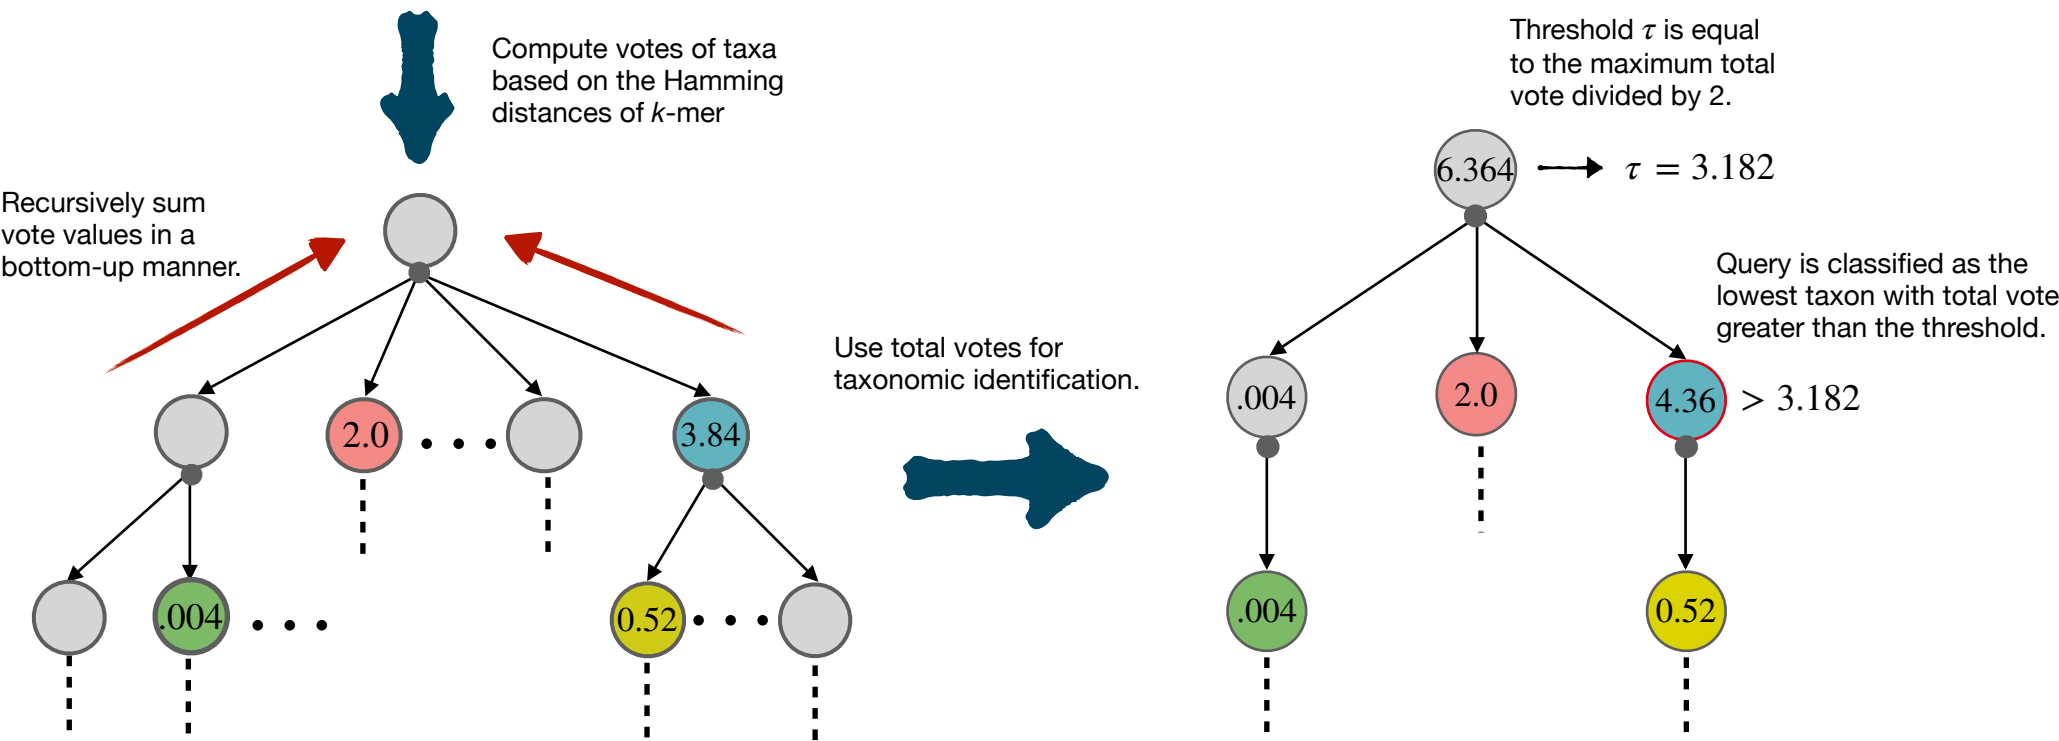 Compute votes of taxa
based on the Hamming
distances of k-mer
Recursively sum
vote values in a
bottom-up manner.
2.0
3.84
.004
0.52
Use total votes for
taxonomic identification.
Threshold τ is equal
to the maximum total
vote divided by 2.
6.364
τ = 3.182
Query is classified as the
lowest taxon with total vote
greater than the threshold.
.004
2.0
4.36
> 3.182
.004
0.52